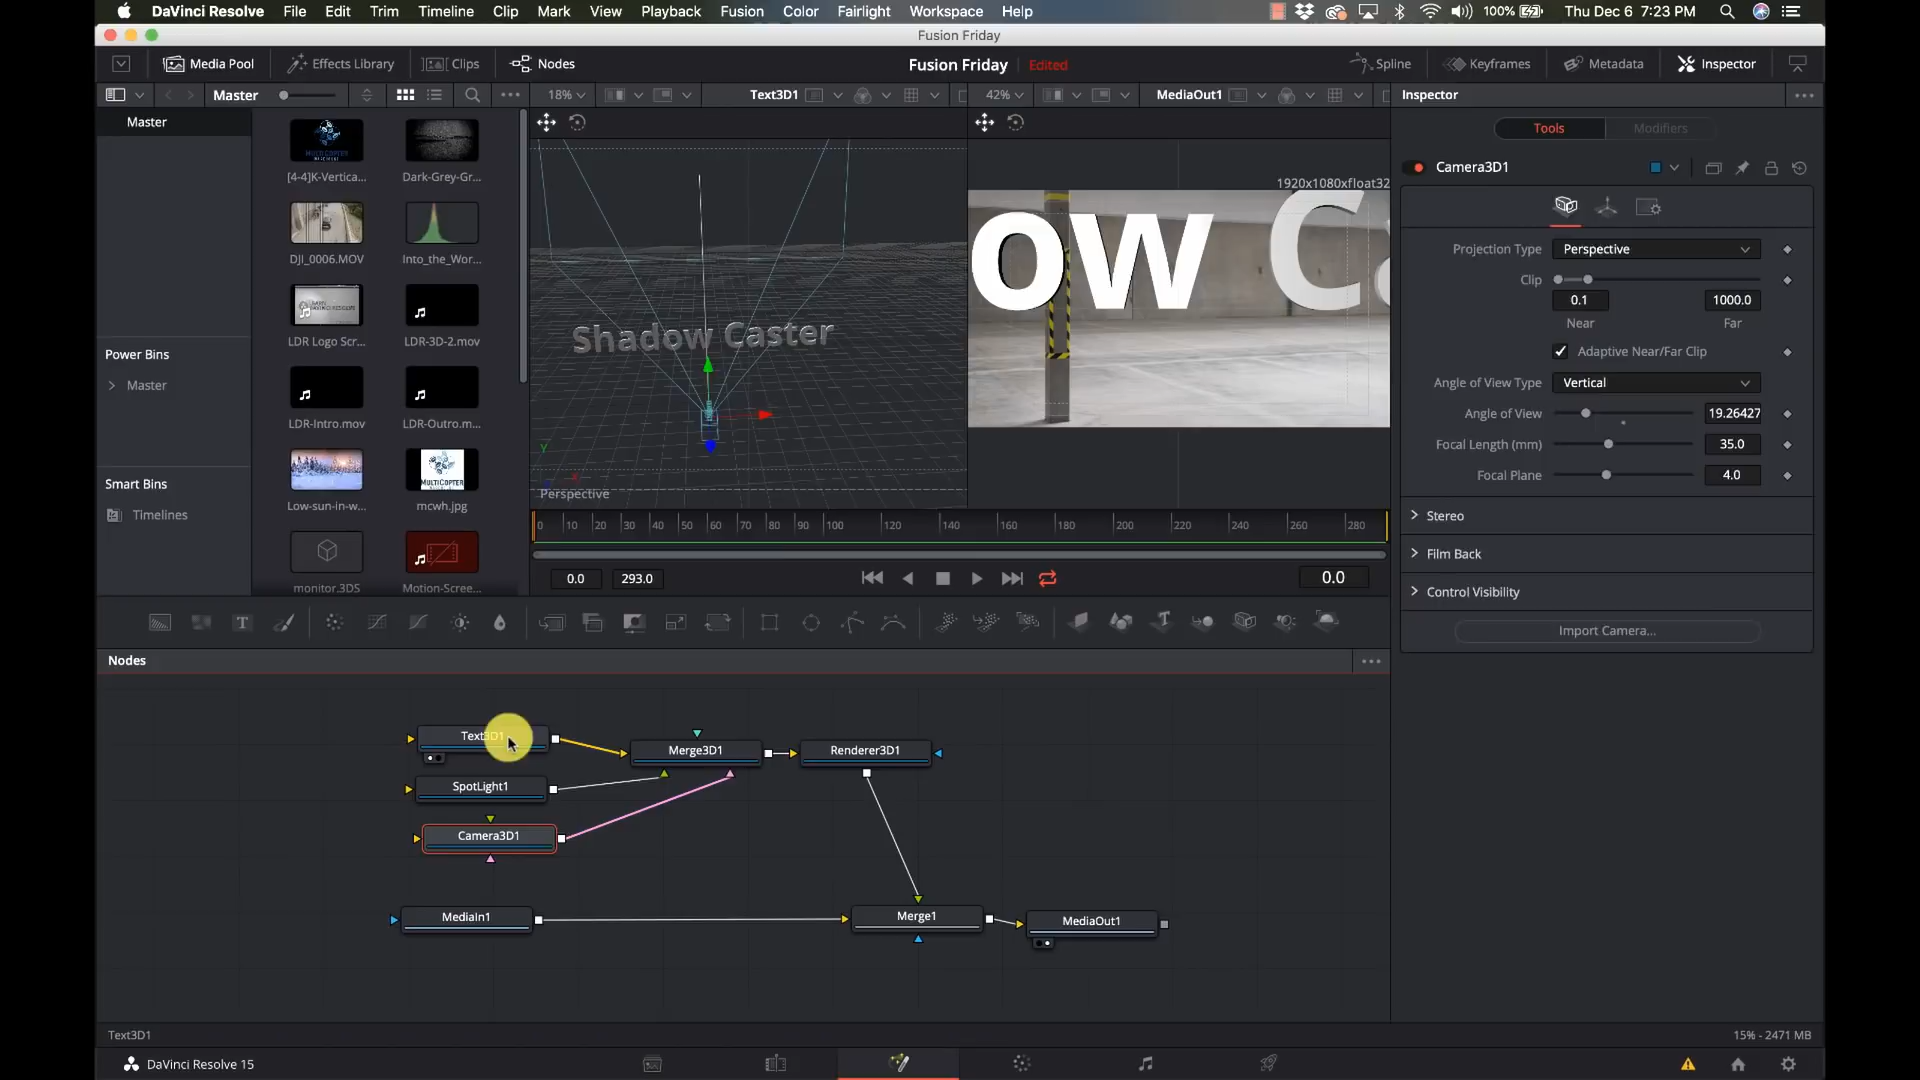 DaVinci Resolve File Edit Trim Timeline Clip Mark View Playback Fusion Color Fairlight Workspace Help 100% Thu Dec 6 7:23 PM
Fusion Friday
Media Pool Effects Library Clips Nodes Fusion Friday Edited Spline Keyframes Metadata Inspector
Master 18% Text3D1 42% MediaOut1 Inspector
Master
Tools Modifiers
Camera3D1
[4-4]K-Vertica... Dark-Grey-Gr...
1920x1080xfloat32
ow Ca
Projection Type Perspective
DJI_0006.MOV Into_the_Wor...
Clip
0.1 1000.0
Near Far
Shadow Caster
LDR Logo Scr... LDR-3D-2.mov
Adaptive Near/Far Clip
Power Bins
Master
Angle of View Type Vertical
Angle of View 19.26427
LDR-Intro.mov LDR-Outro.m...
Focal Length (mm) 35.0
Focal Plane 4.0
Smart Bins
Timelines
MULTICOPTER
Low-sun-in-w... mcwh.jpg
Y
X
Perspective
Stereo
0 10 20 30 40 50 60 70 80 90 100 120 140 160 180 200 220 240 260 280
Film Back
monitor.3DS Motion-Scree...
0.0 293.0 0.0
Control Visibility
T T
Import Camera...
Nodes
Text3D1
Merge3D1 Renderer3D1
SpotLight1
Camera3D1
MediaIn1 Merge1 MediaOut1
Text3D1 15% - 2471 MB
DaVinci Resolve 15